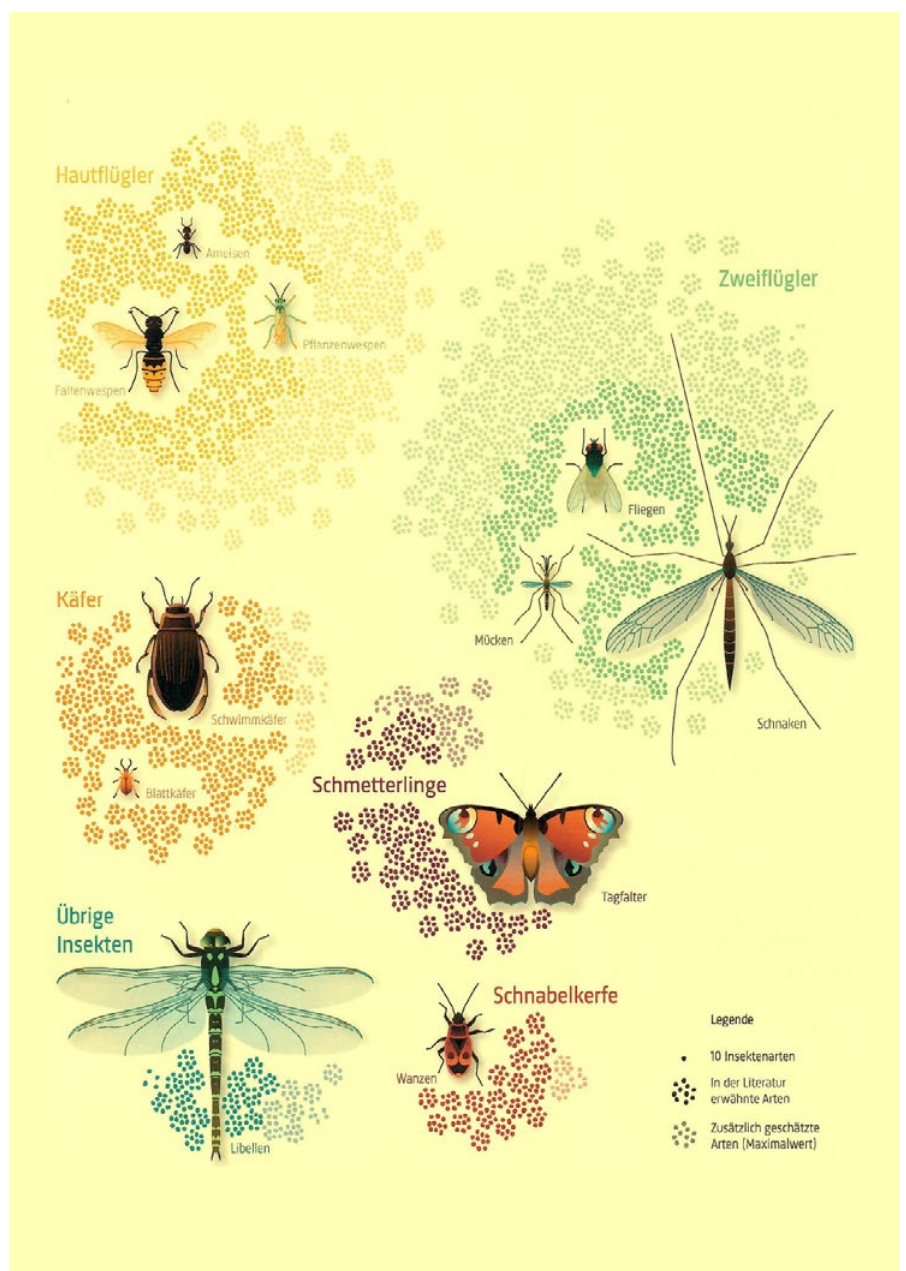 Hautflügler
Ameisen
Pflanzenwespen
Faltenwespen
Zweiflügler
Fliegen
Mücken
Schnaken
Käfer
Schwimmkäfer
Blattkäfer
Schmetterlinge
Tagfalter
Übrige
Insekten
Libellen
Schnabelkerfe
Wanzen
Legende
10 Insektenarten
In der Literatur
erwähnte Arten
Zusätzlich geschätzte
Arten (Maximalwert)